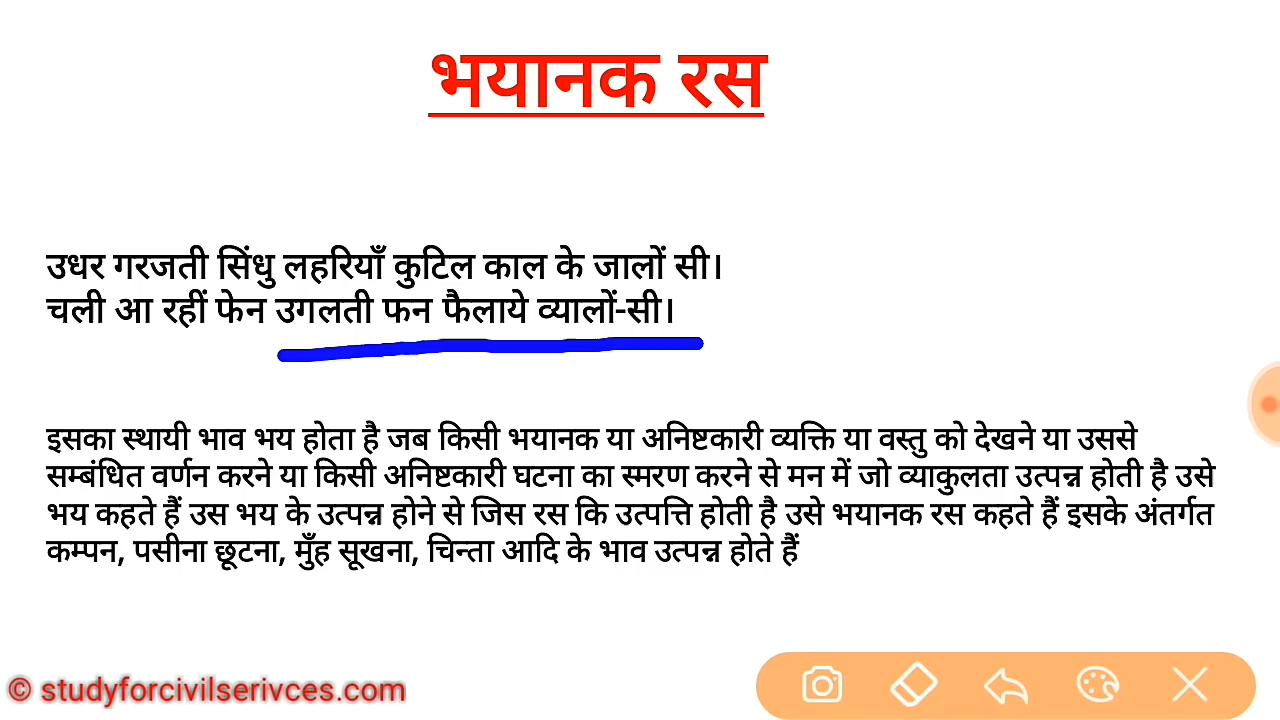 भयानक रस
उधर गरजती सिंधु लहरियाँ कुटिल काल के जालों सी।
चली आ रहीं फेन उगलती फन फैलाये व्यालों-सी।
इसका स्थायी भाव भय होता है जब किसी भयानक या अनिष्टकारी व्यक्ति या वस्तु को देखने या उससे
सम्बंधित वर्णन करने या किसी अनिष्टकारी घटना का स्मरण करने से मन में जो व्याकुलता उत्पन्न होती है उसे
भय कहते हैं उस भय के उत्पन्न होने से जिस रस कि उत्पत्ति होती है उसे भयानक रस कहते हैं इसके अंतर्गत
कम्पन, पसीना छूटना, मुँह सूखना, चिन्ता आदि के भाव उत्पन्न होते हैं
© studyforcivilserivces.com